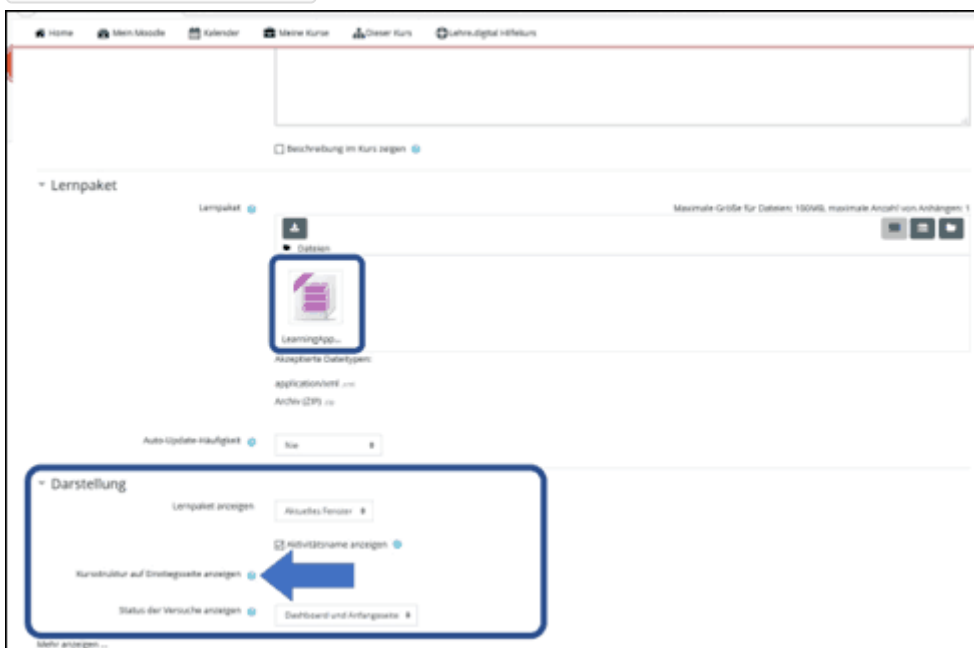 Home Mein Moodle Kalender Meine Kurse Dieser Kurs Lehre.digital Hilfekurs
Beschreibung im Kurs zeigen
Lernpaket
Lernpaket
Maximale Größe für Dateien: 100MB, maximale Anzahl von Anhängen: 1
Dateien
LearningApp...
Akzeptierte Dateitypen:
application/xml .xml
Archiv (ZIP) .zip
Auto-Update-Häufigkeit Nie
Darstellung
Lernpaket anzeigen Aktuelles Fenster
Aktivitätsname anzeigen
Kursstruktur auf Einstiegsseite anzeigen
Status der Versuche anzeigen Dashboard und Anfangsseite
Mehr anzeigen ...